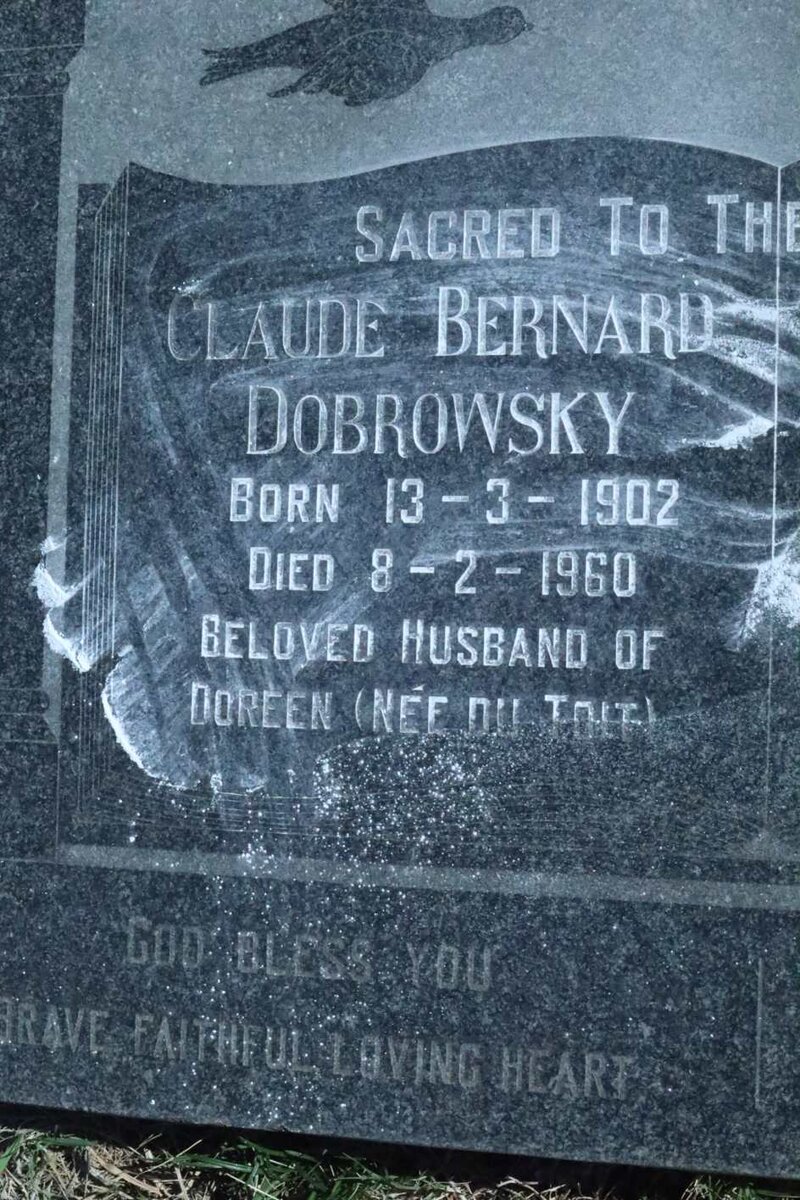 SACRED TO THE
CLAUDE BERNARD
DOBROWSKY
BORN 13-3-1902
DIED 8-2-1960
BELOVED HUSBAND OF
DOREEN (NÉE DU TOIT)
GOD BLESS YOU
BRAVE FAITHFUL LOVING HEART